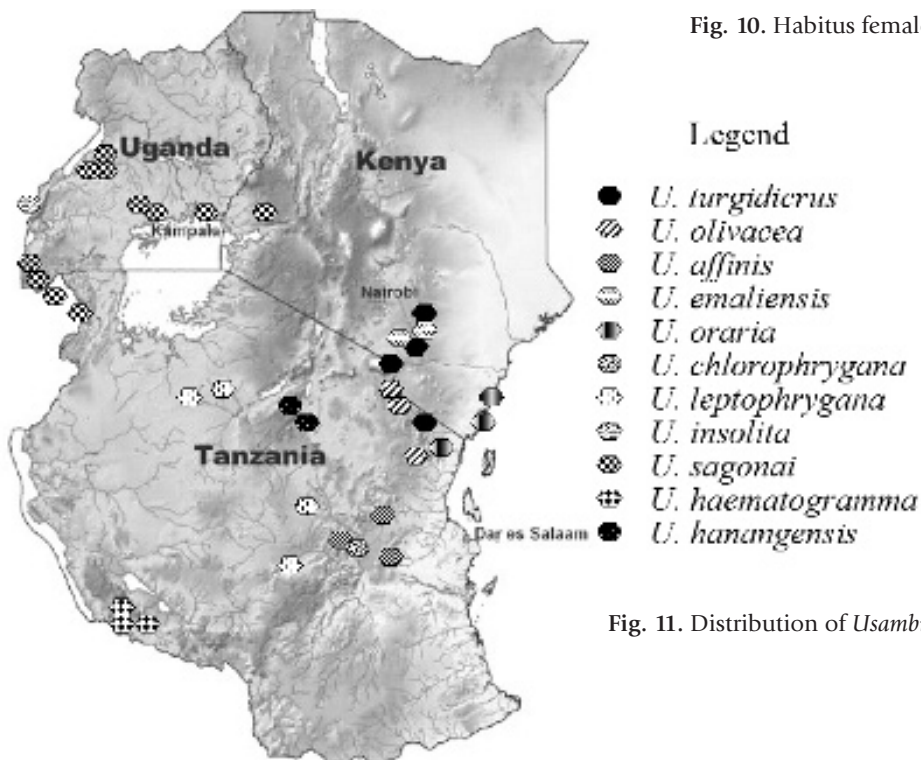 Fig. 10. Habitus femal
Legend
U. turgidicrus
U. olivacea
U. affinis
U. emaliensis
U. oraria
U. chlorophrygana
U. leptophrygana
U. insolita
U. sagonai
U. haematogramma
U. hanangensis
Uganda
Kenya
Kampala
Nairobi
Tanzania
Dar es Salaam
Fig. 11. Distribution of Usamb